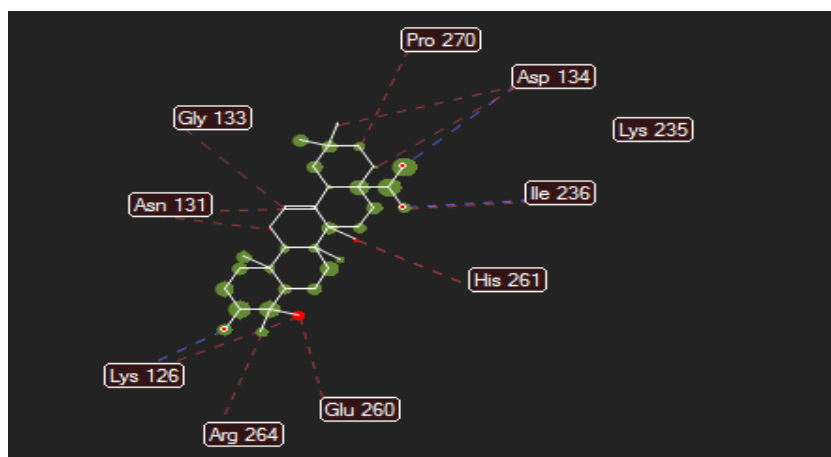 Pro 270
Asp 134
Gly 133
Lys 235
Asn 131
Ile 236
His 261
Lys 126
Glu 260
Arg 264